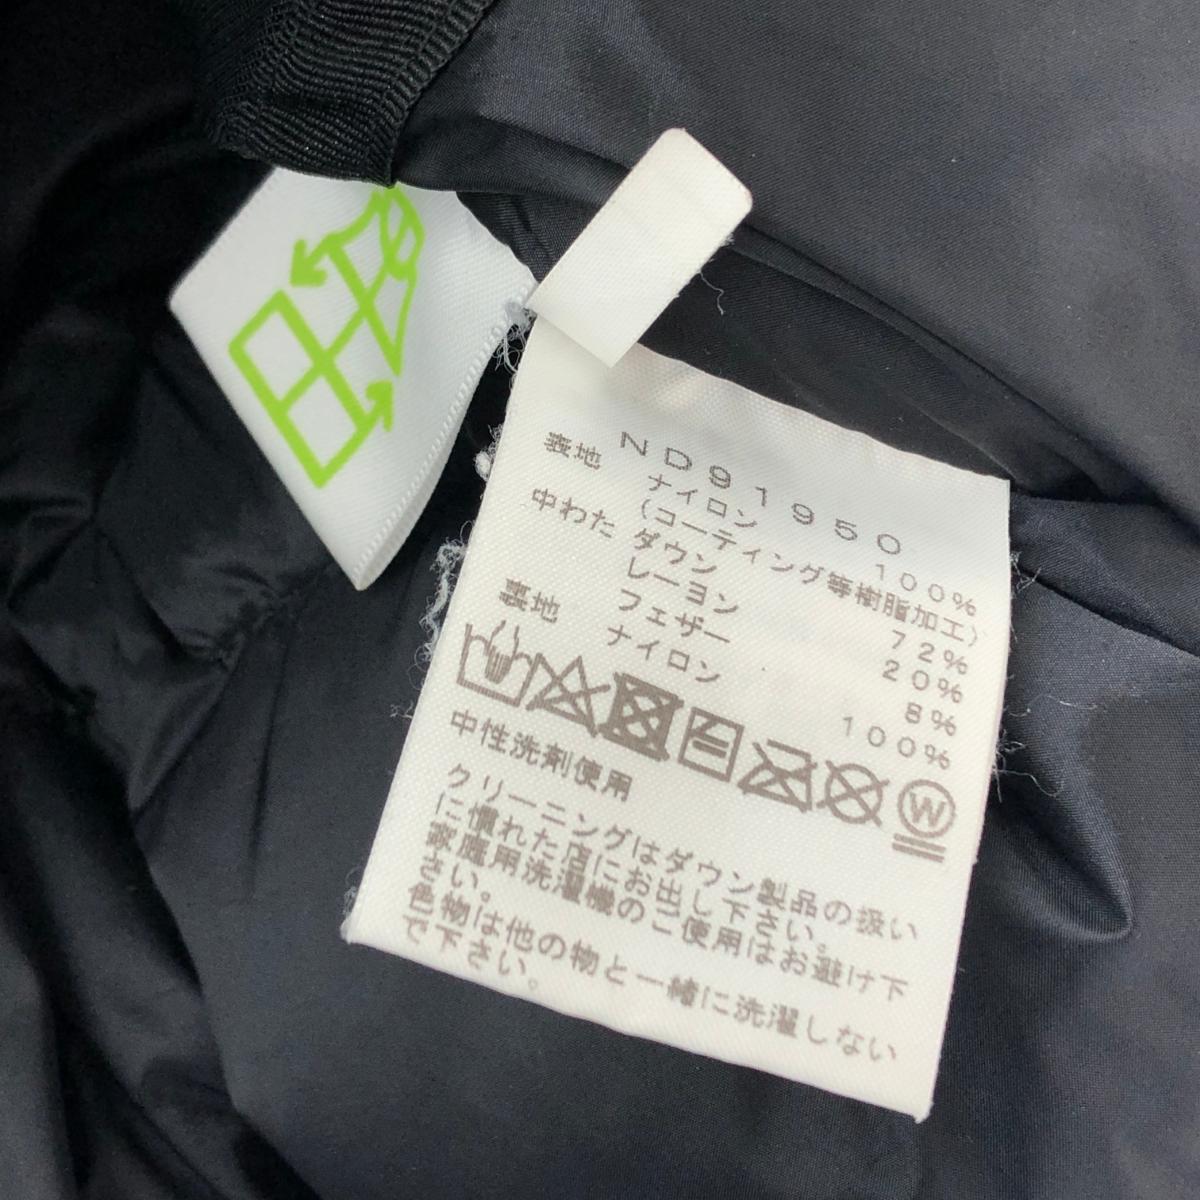 ND91950
表地 ナイロン 100%
(コーティング等樹脂加工)
中わた ダウン 72%
レーヨン 20%
フェザー 8%
裏地 ナイロン 100%
W
中性洗剤使用
クリーニングはダウン製品の扱い
に慣れた店にお出し下さい。
家庭用洗濯機のご使用はお避け下
さい。
色物は他の物と一緒に洗濯しない
で下さい。